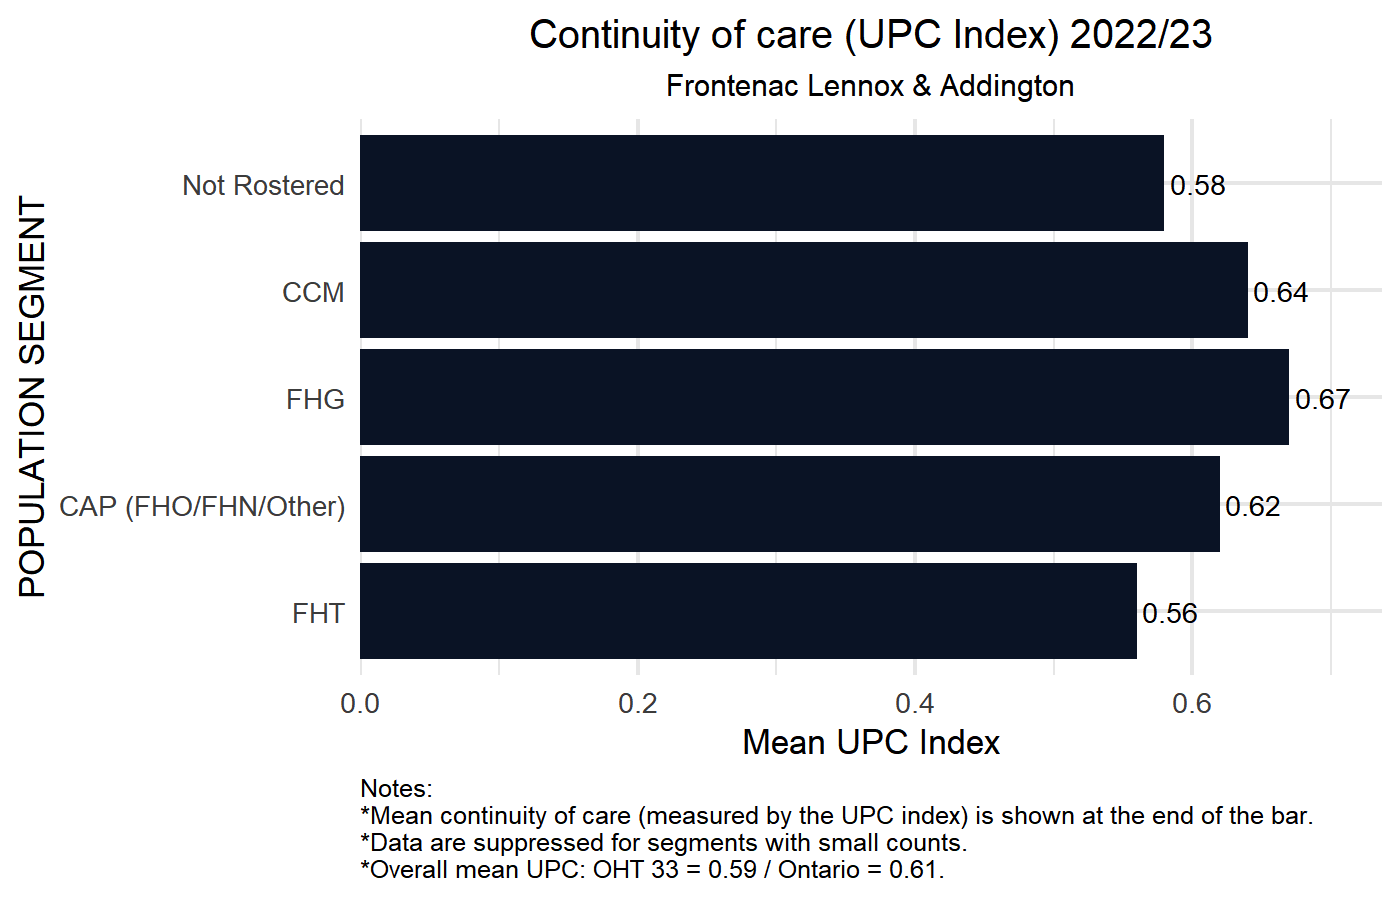 Continuity of care (UPC Index) 2022/23
Frontenac Lennox & Addington
POPULATION SEGMENT
Not Rostered
0.58
CCM
0.64
FHG
0.67
CAP (FHO/FHN/Other)
0.62
FHT
0.56
0.0
0.2
0.4
0.6
Mean UPC Index
Notes:
*Mean continuity of care (measured by the UPC index) is shown at the end of the bar.
*Data are suppressed for segments with small counts.
*Overall mean UPC: OHT 33 = 0.59 / Ontario = 0.61.